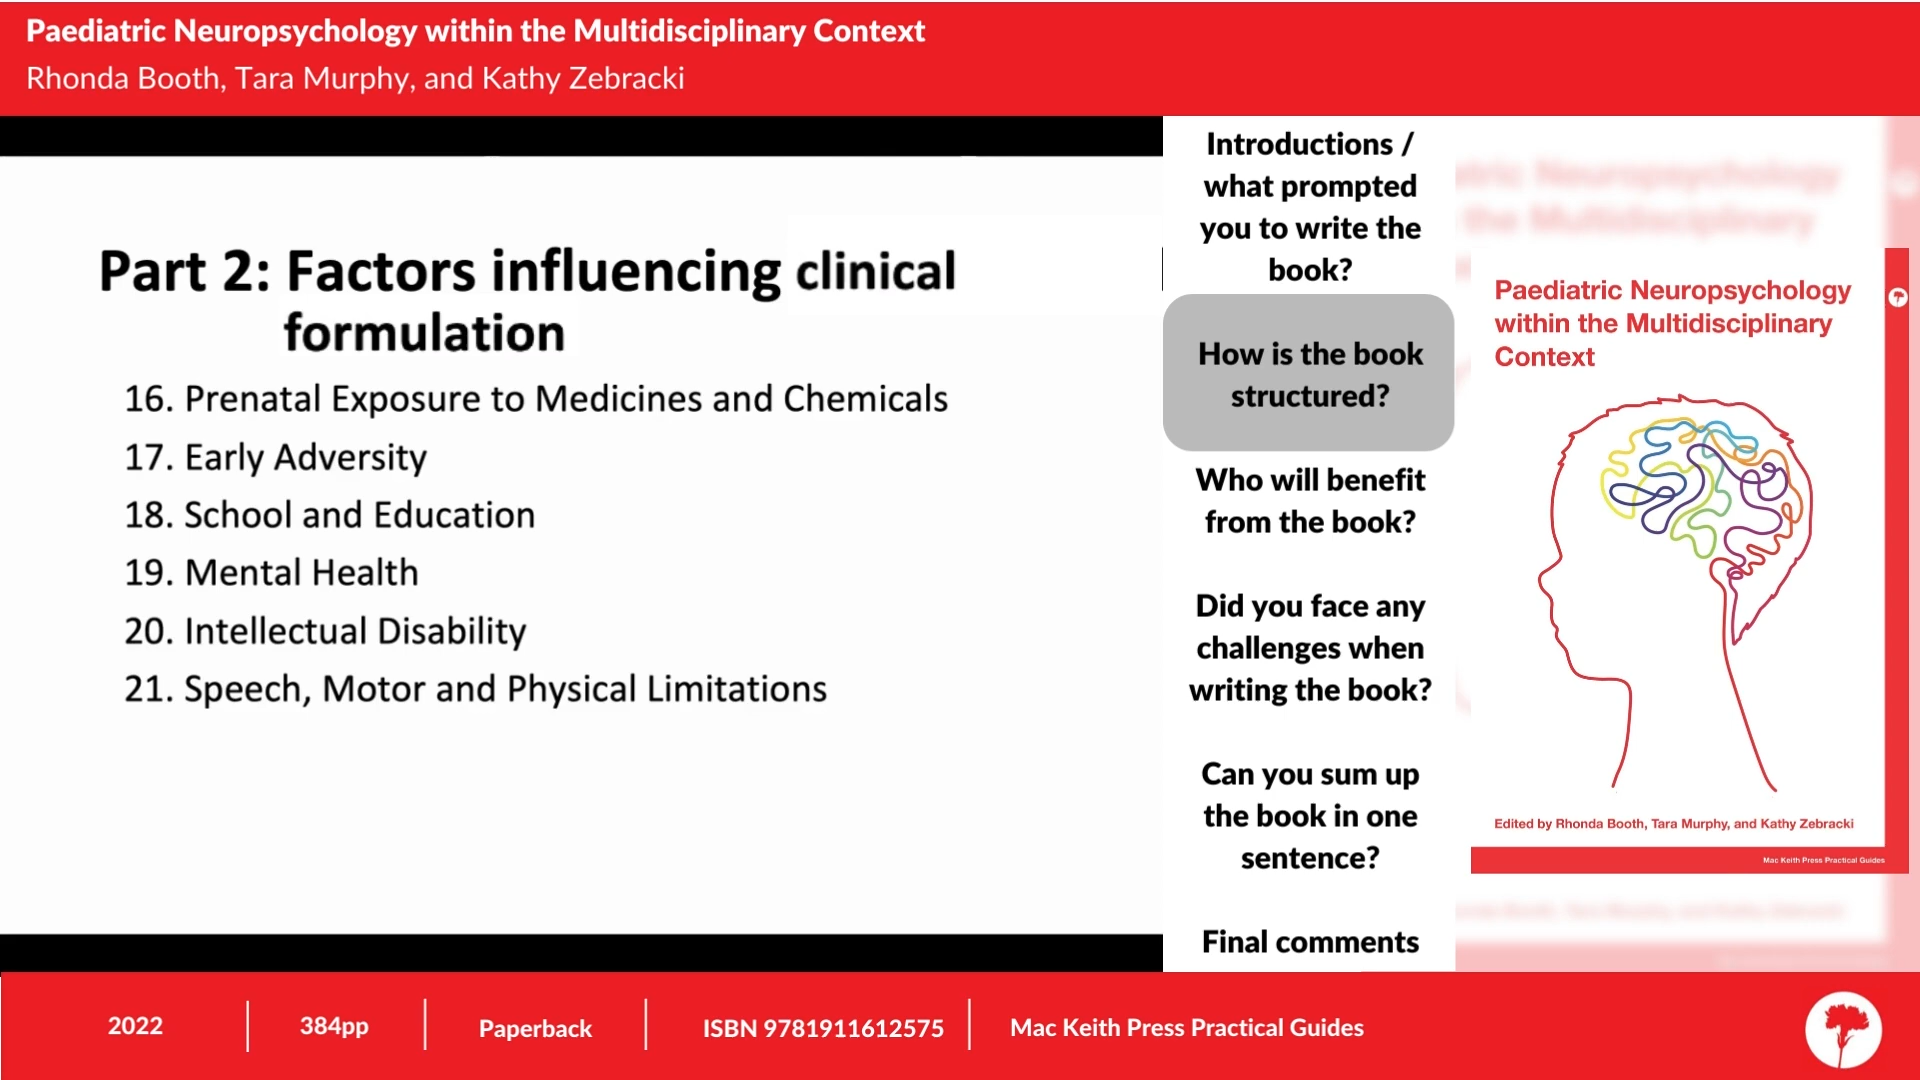 Paediatric Neuropsychology within the Multidisciplinary Context
Rhonda Booth, Tara Murphy, and Kathy Zebracki
Part 2: Factors influencing clinical
formulation
16. Prenatal Exposure to Medicines and Chemicals
17. Early Adversity
18. School and Education
19. Mental Health
20. Intellectual Disability
21. Speech, Motor and Physical Limitations
Introductions /
what prompted
you to write the
book?
How is the book
structured?
Who will benefit
from the book?
Did you face any
challenges when
writing the book?
Can you sum up
the book in one
sentence?
Final comments
Paediatric Neuropsychology
within the Multidisciplinary
Context
Edited by Rhonda Booth, Tara Murphy, and Kathy Zebracki
Mac Keith Press Practical Guides
2022
384pp
Paperback
ISBN 9781911612575
Mac Keith Press Practical Guides